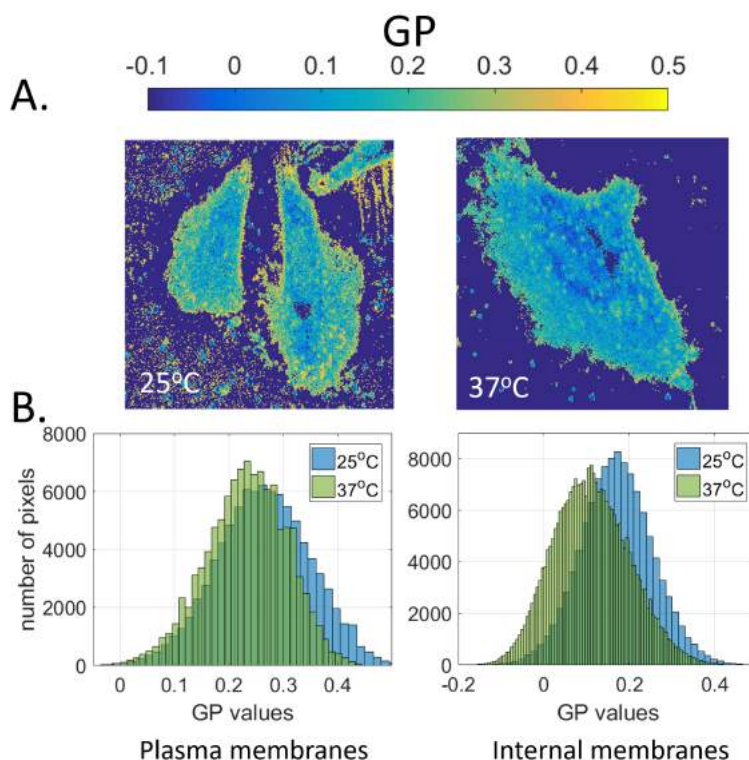 GP
-0.1 0 0.1 0.2 0.3 0.4 0.5
A.
25°C
37°C
B.
8000
6000
4000
2000
0
number of pixels
25°C
37°C
0 0.1 0.2 0.3 0.4
GP values
Plasma membranes
8000
6000
4000
2000
0
25°C
37°C
-0.2 0 0.2 0.4
GP values
Internal membranes